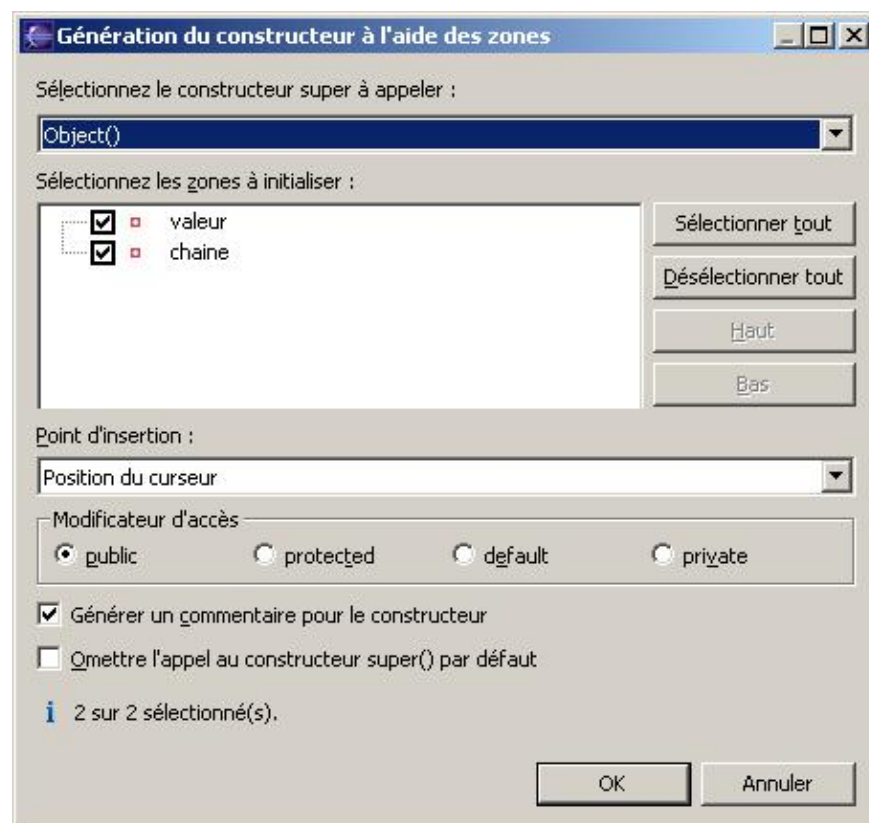 Génération du constructeur à l'aide des zones
Sélectionnez le constructeur super à appeler :
Object()
Sélectionnez les zones à initialiser :
valeur
chaine
Sélectionner tout
Désélectionner tout
Haut
Bas
Point d'insertion :
Position du curseur
Modificateur d'accès
public protected default private
Générer un commentaire pour le constructeur
Omettre l'appel au constructeur super() par défaut
2 sur 2 sélectionné(s).
OK Annuler